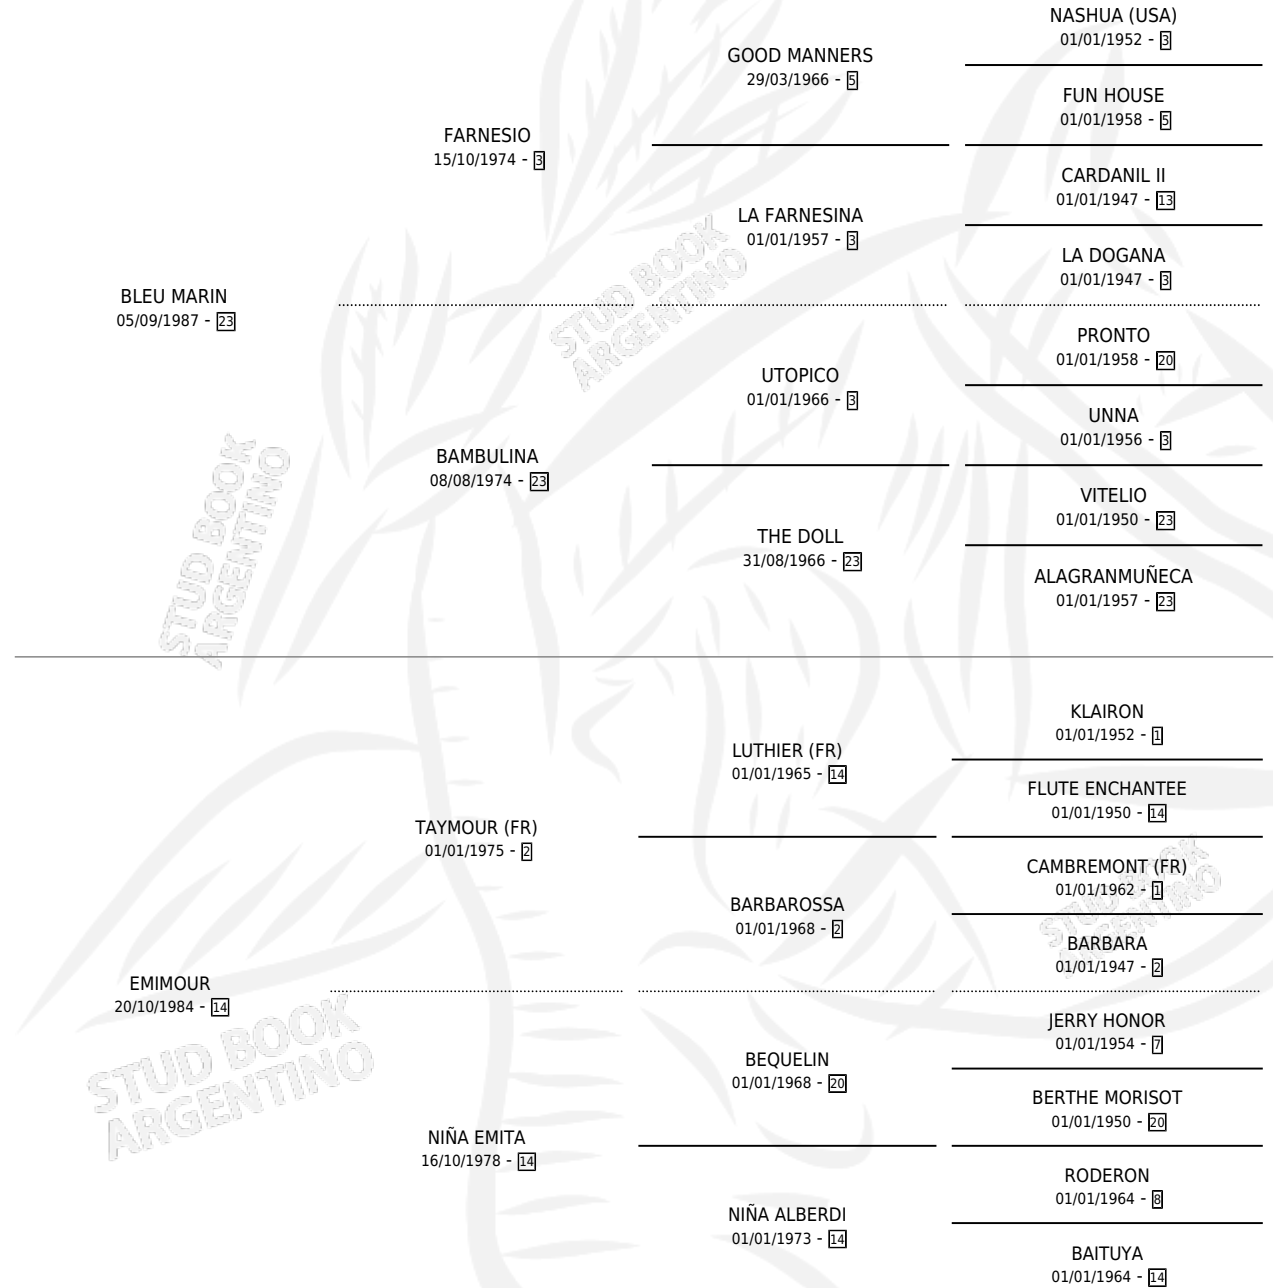 NASHUA (USA)
01/01/1952 - 3
GOOD MANNERS
29/03/1966 - 5
FUN HOUSE
01/01/1958 - 5
FARNESIO
15/10/1974 - 3
CARDANIL II
01/01/1947 - 13
LA FARNESINA
01/01/1957 - 3
LA DOGANA
01/01/1947 - 3
BLEU MARIN
05/09/1987 - 23
PRONTO
01/01/1958 - 20
UTOPICO
01/01/1966 - 3
UNNA
01/01/1956 - 3
BAMBULINA
08/08/1974 - 23
VITELIO
01/01/1950 - 23
THE DOLL
31/08/1966 - 23
ALAGRANMUÑECA
01/01/1957 - 23
STUD BOOK
ARGENTINO
STUD BOOK
ARGENTINO
KLAIRON
01/01/1952 - 1
LUTHIER (FR)
01/01/1965 - 14
FLUTE ENCHANTEE
01/01/1950 - 14
TAYMOUR (FR)
01/01/1975 - 2
CAMBREMONT (FR)
01/01/1962 - 1
BARBAROSSA
01/01/1968 - 2
BARBARA
01/01/1947 - 2
EMIMOUR
20/10/1984 - 14
JERRY HONOR
01/01/1954 - 7
BEQUELIN
01/01/1968 - 20
BERTHE MORISOT
01/01/1950 - 20
NIÑA EMITA
16/10/1978 - 14
RODERON
01/01/1964 - 8
NIÑA ALBERDI
01/01/1973 - 14
BAITUYA
01/01/1964 - 14
STUD BOOK
ARGENTINO
STUD BOOK
ARGENTINO